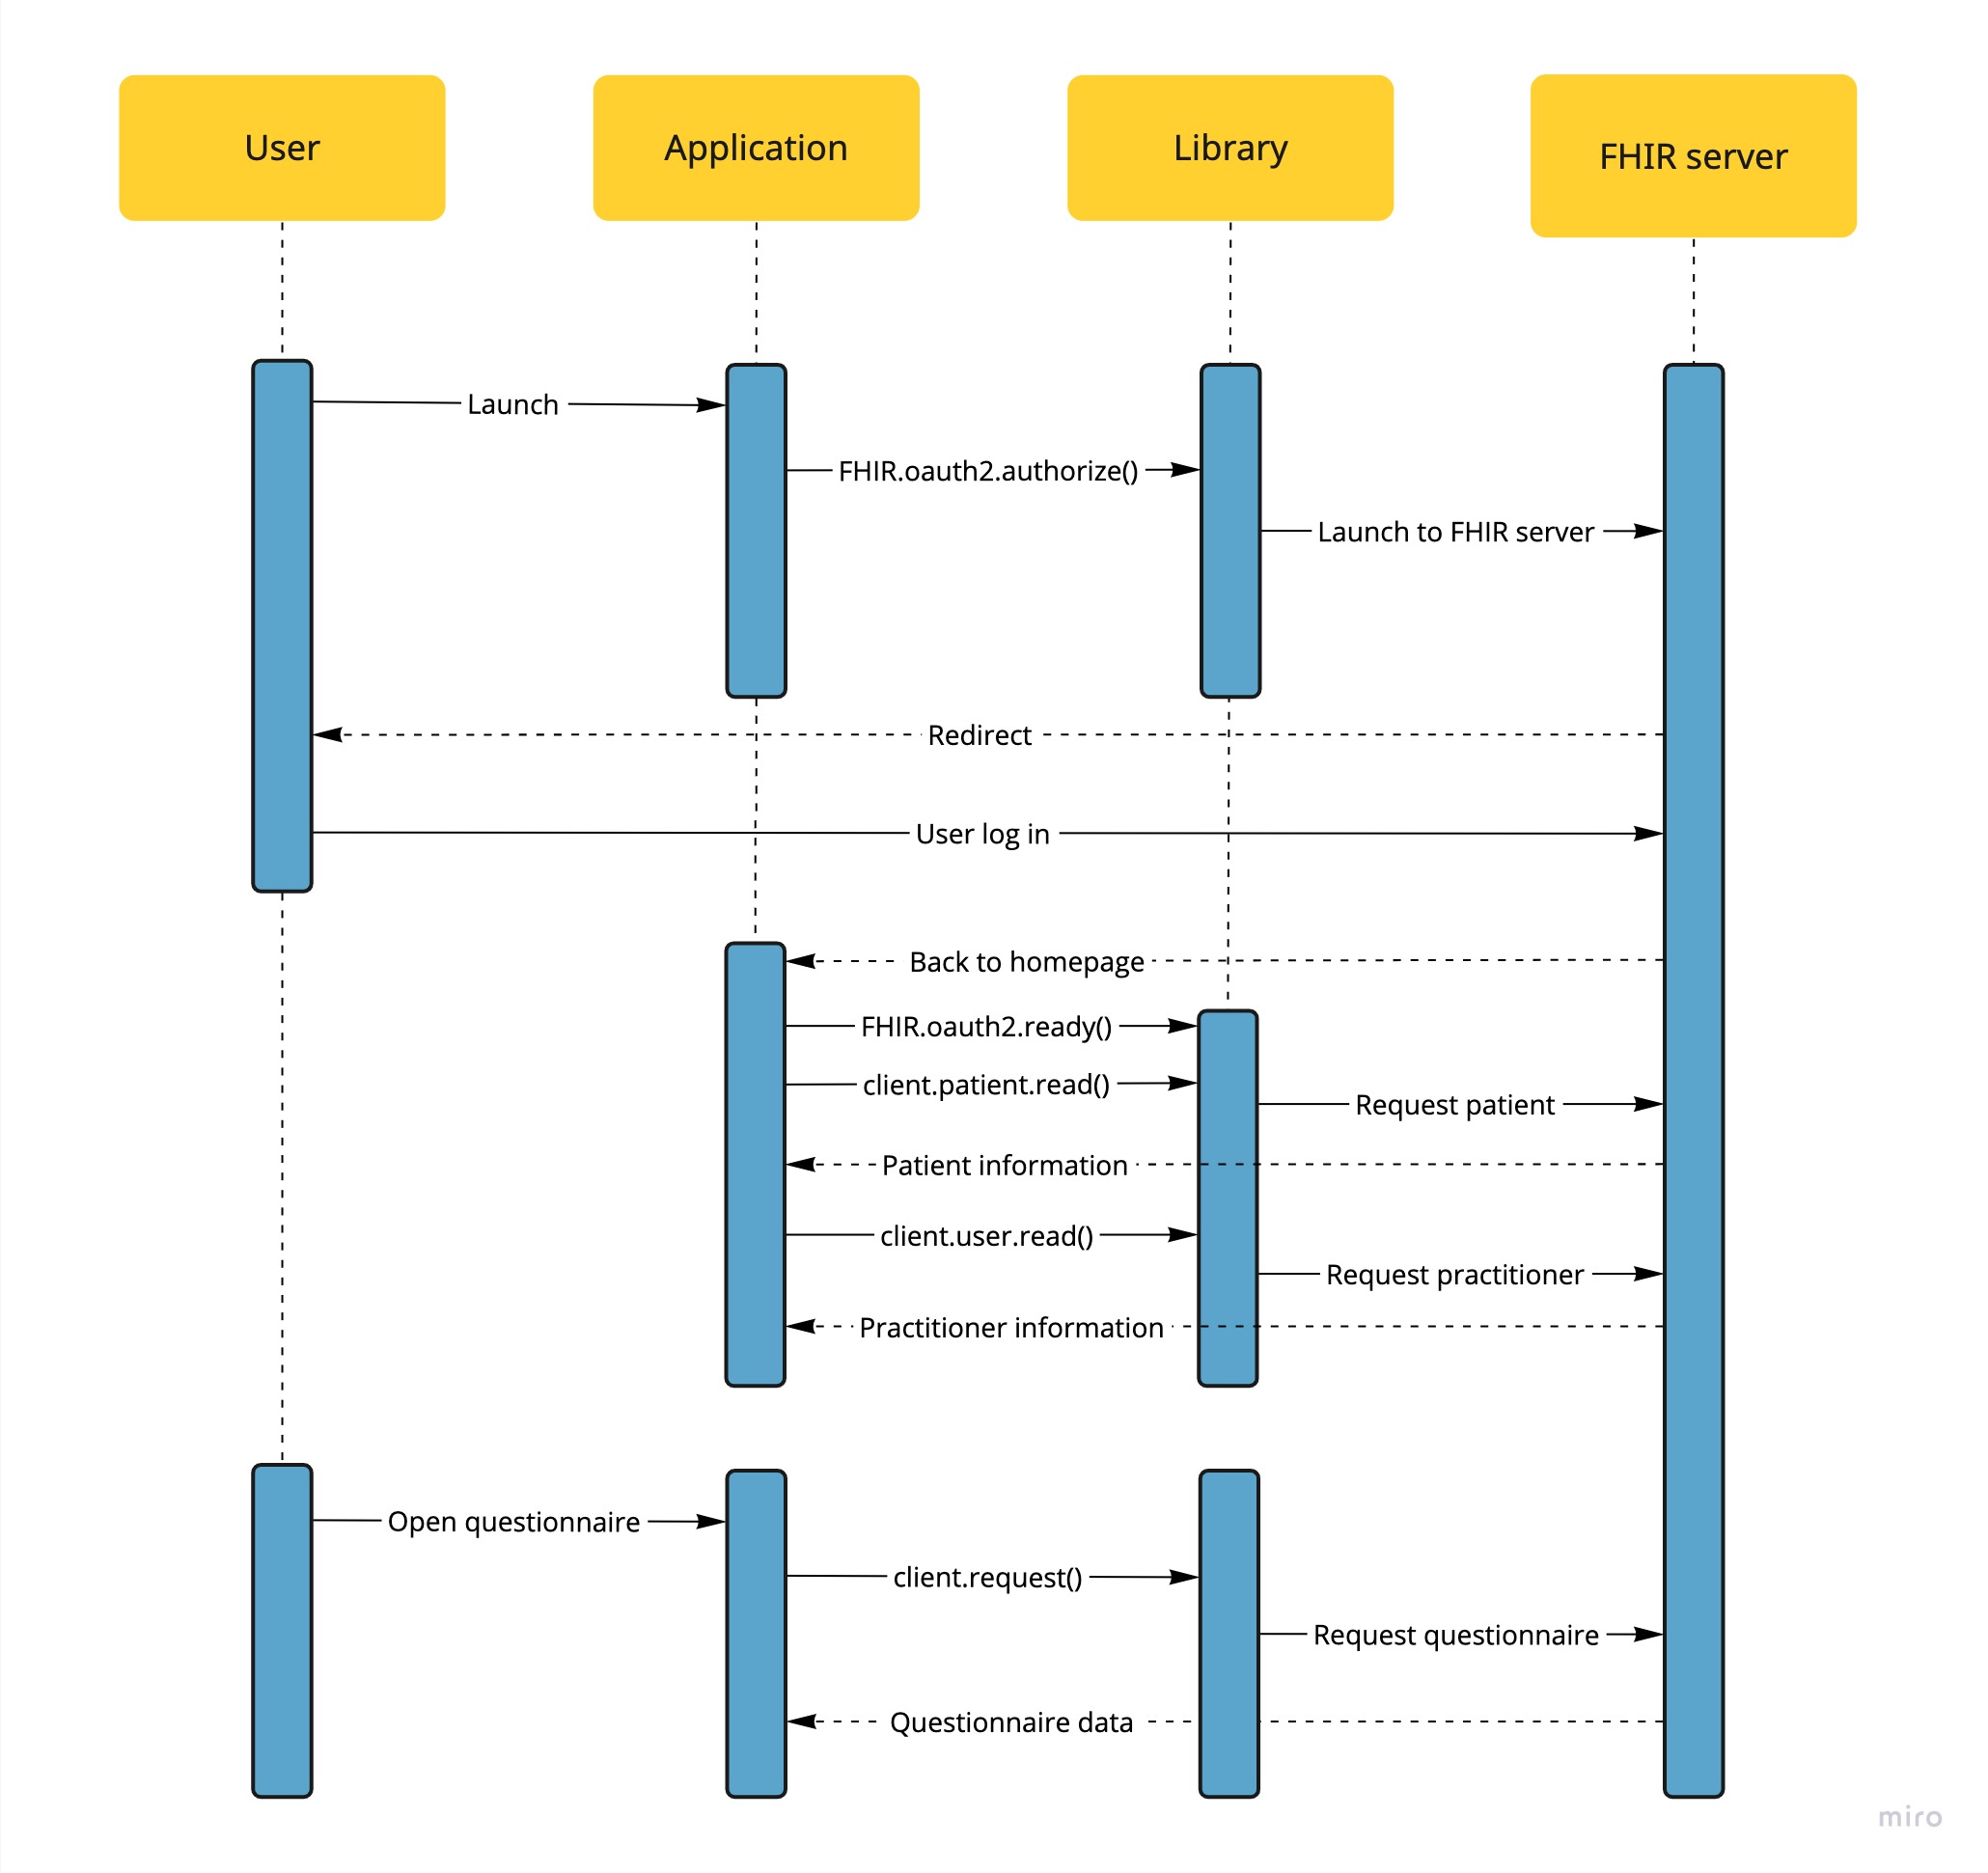 User
Application
Library
FHIR server
Launch
FHIR.oauth2.authorize()
Launch to FHIR server
Redirect
User log in
Back to homepage
FHIR.oauth2.ready()
client.patient.read()
Request patient
Patient information
client.user.read()
Request practitioner
Practitioner information
Open questionnaire
client.request()
Request questionnaire
Questionnaire data
miro